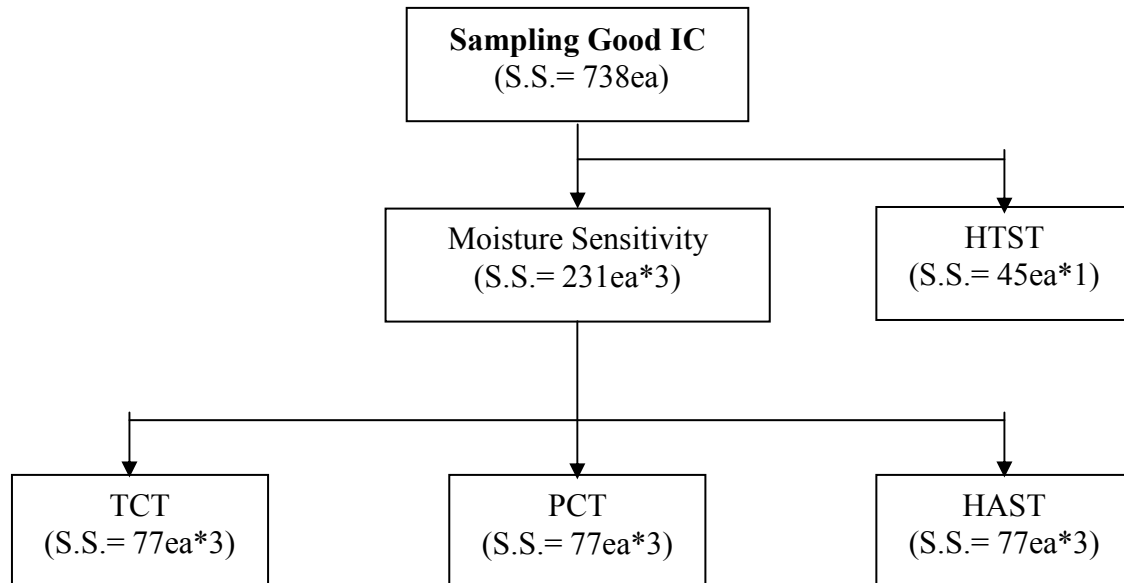 Sampling Good IC
(S.S.= 738ea)
Moisture Sensitivity
(S.S.= 231ea*3)
HTST
(S.S.= 45ea*1)
TCT
(S.S.= 77ea*3)
PCT
(S.S.= 77ea*3)
HAST
(S.S.= 77ea*3)